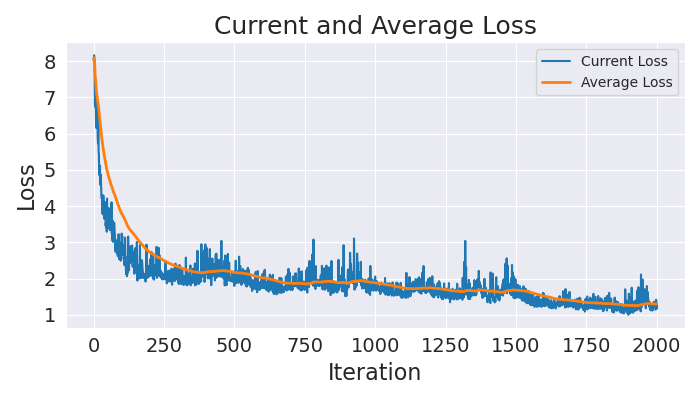 Current and Average Loss
Current Loss
Average Loss
8
7
6
5
4
3
2
1
Loss
0 250 500 750 1000 1250 1500 1750 2000
Iteration